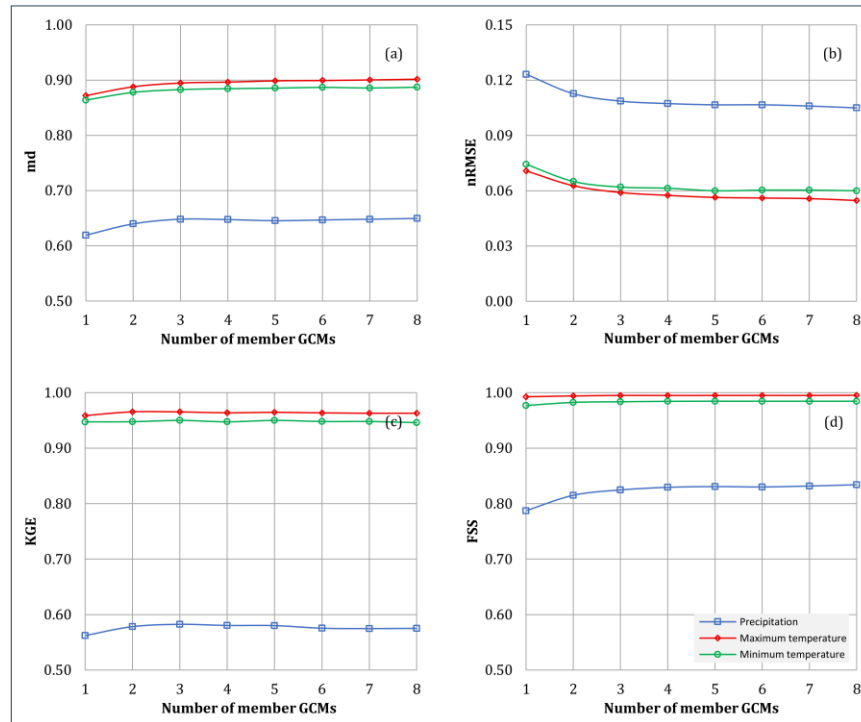 1.00
0.90
0.80
0.70
0.60
0.50
md
(a)
1 2 3 4 5 6 7 8
Number of member GCMs
0.15
0.12
0.09
0.06
0.03
0.00
nRMSE
(b)
1 2 3 4 5 6 7 8
Number of member GCMs
1.00
0.90
0.80
0.70
0.60
0.50
KGE
(c)
1 2 3 4 5 6 7 8
Number of member GCMs
1.00
0.90
0.80
0.70
0.60
0.50
FSS
(d)
Precipitation
Maximum temperature
Minimum temperature
1 2 3 4 5 6 7 8
Number of member GCMs